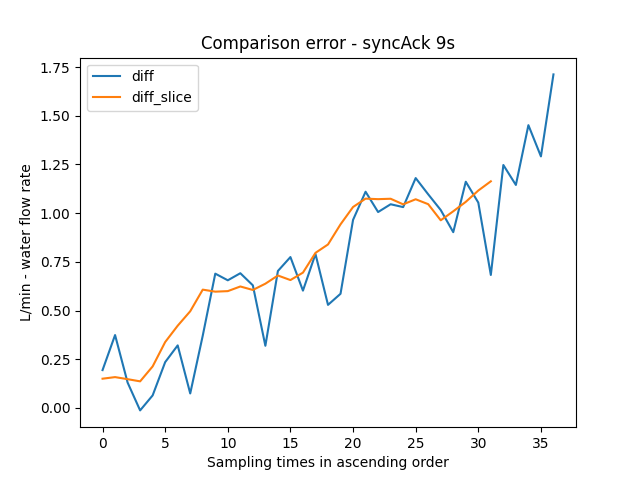 Comparison error - syncAck 9s
diff
diff_slice
L/min - water flow rate
1.75
1.50
1.25
1.00
0.75
0.50
0.25
0.00
0 5 10 15 20 25 30 35
Sampling times in ascending order